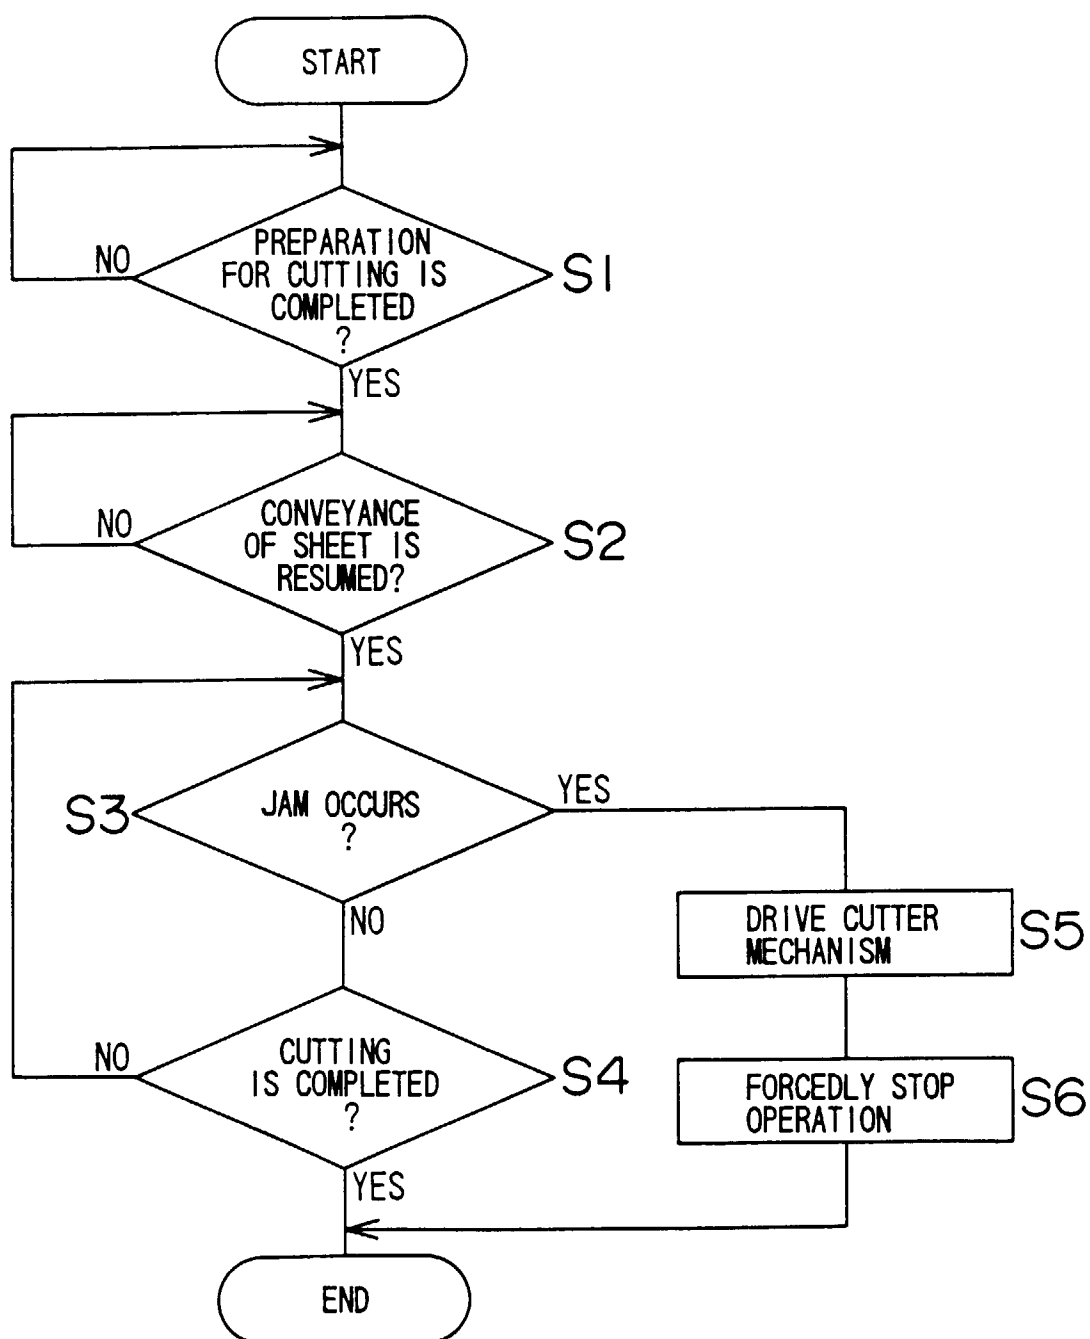 START
NO
PREPARATION
FOR CUTTING IS
COMPLETED
?
S1
YES
NO
CONVEYANCE
OF SHEET IS
RESUMED?
S2
YES
S3
JAM OCCURS
?
YES
NO
DRIVE CUTTER
MECHANISM
S5
NO
CUTTING
IS COMPLETED
?
S4
FORCEDLY STOP
OPERATION
S6
YES
END